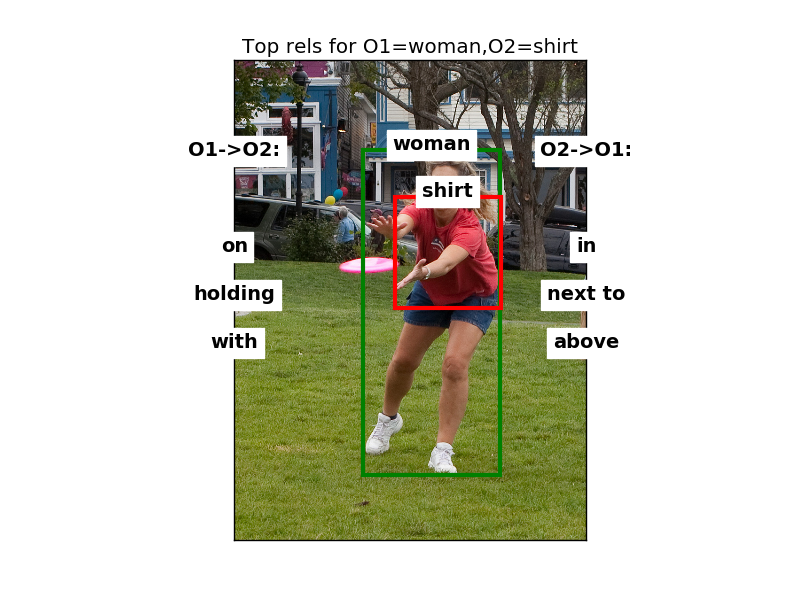 Top rels for O1=woman,O2=shirt
woman
O1->O2:
O2->O1:
shirt
on
in
holding
next to
with
above